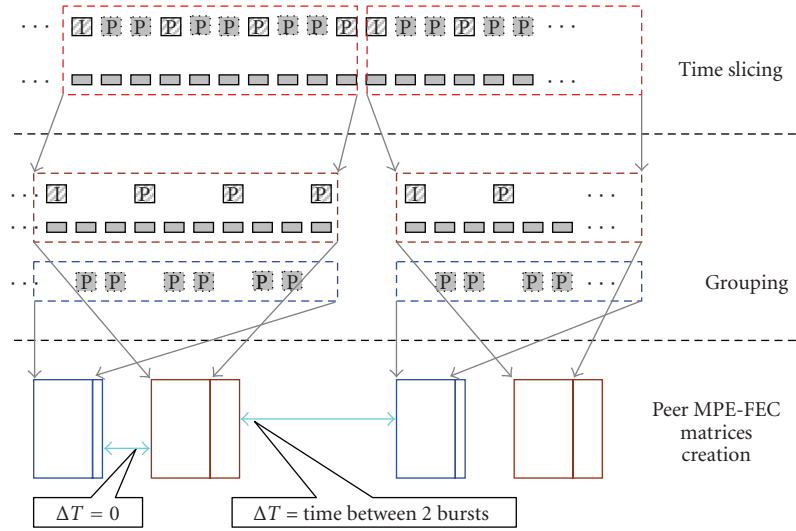 · · · I P P P P P P P P P I P P P P P · · ·
· · · · · ·
Time slicing
· · · I P P P I P · · ·
· · · · · ·
· · · P P P P P P P P P P · · ·
Grouping
Peer MPE-FEC
matrices
creation
ΔT = 0
ΔT = time between 2 bursts